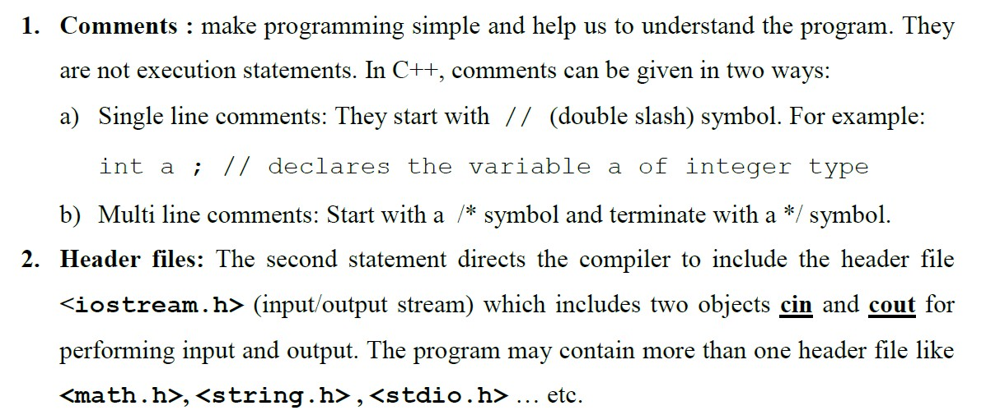 1. Comments : make programming simple and help us to understand the program. They
are not execution statements. In C++, comments can be given in two ways:
a) Single line comments: They start with // (double slash) symbol. For example:
int a ; // declares the variable a of integer type
b) Multi line comments: Start with a /* symbol and terminate with a */ symbol.
2. Header files: The second statement directs the compiler to include the header file
<iostream.h> (input/output stream) which includes two objects cin and cout for
performing input and output. The program may contain more than one header file like
<math.h>, <string.h> , <stdio.h> … etc.